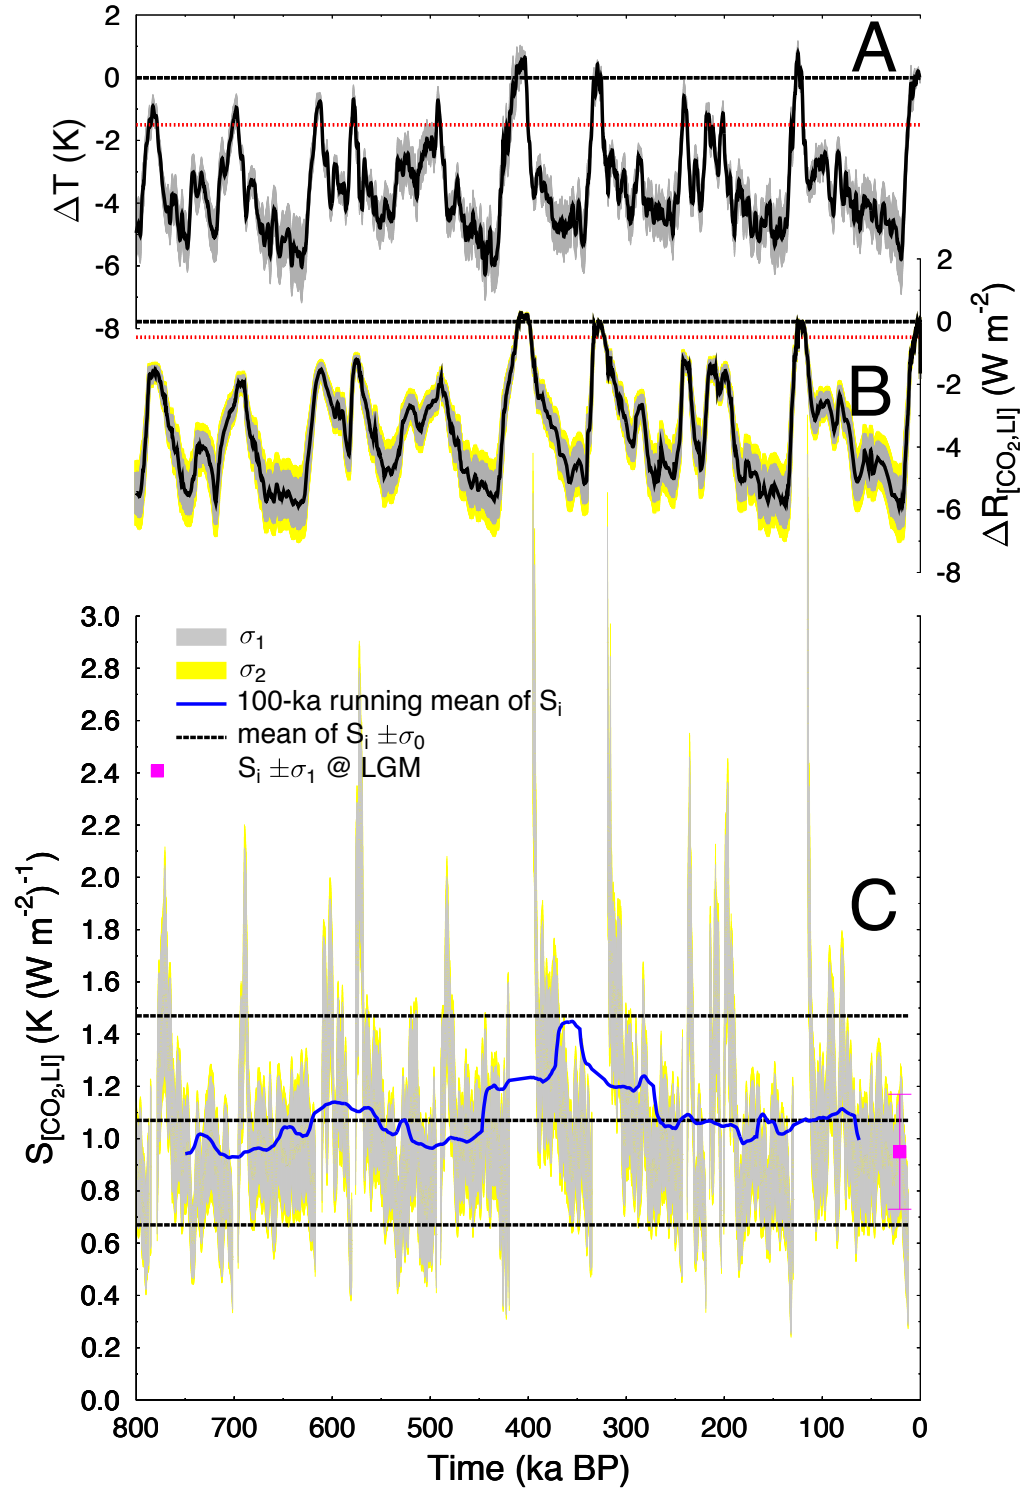 2
0
-2
-4
-6
-8
ΔT (K)
A
2
0
-2
-4
-6
-8
ΔR[CO2,LI] (W m-2)
B
3.0
2.8
2.6
2.4
2.2
2.0
1.8
1.6
1.4
1.2
1.0
0.8
0.6
0.4
0.2
0.0
S[CO2,LI] (K (W m-2)-1)
σ1
σ2
100-ka running mean of Si
mean of Si ±σ0
Si ±σ1 @ LGM
C
800 700 600 500 400 300 200 100 0
Time (ka BP)